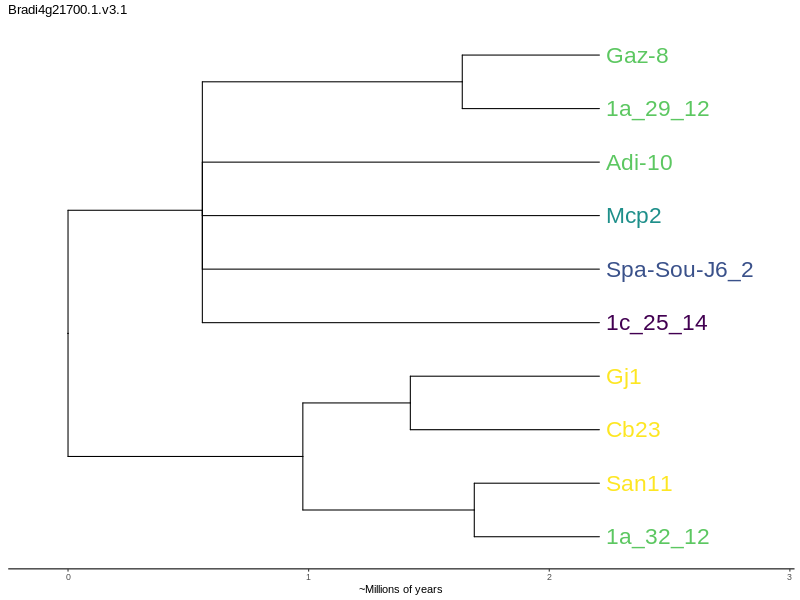 Bradi4g21700.1.v3.1
Gaz-8
1a_29_12
Adi-10
Mcp2
Spa-Sou-J6_2
1c_25_14
Gj1
Cb23
San11
1a_32_12
0 1 2 3
~Millions of years